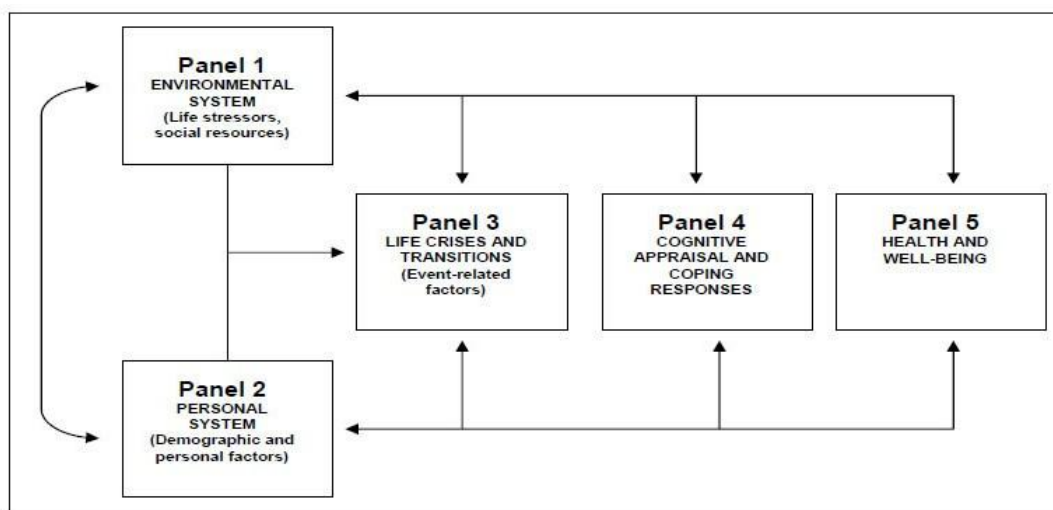 Panel 1
ENVIRONMENTAL
SYSTEM
(Life stressors,
social resources)
Panel 3
LIFE CRISES AND
TRANSITIONS
(Event-related
factors)
Panel 4
COGNITIVE
APPRAISAL AND
COPING
RESPONSES
Panel 5
HEALTH AND
WELL-BEING
Panel 2
PERSONAL
SYSTEM
(Demographic and
personal factors)